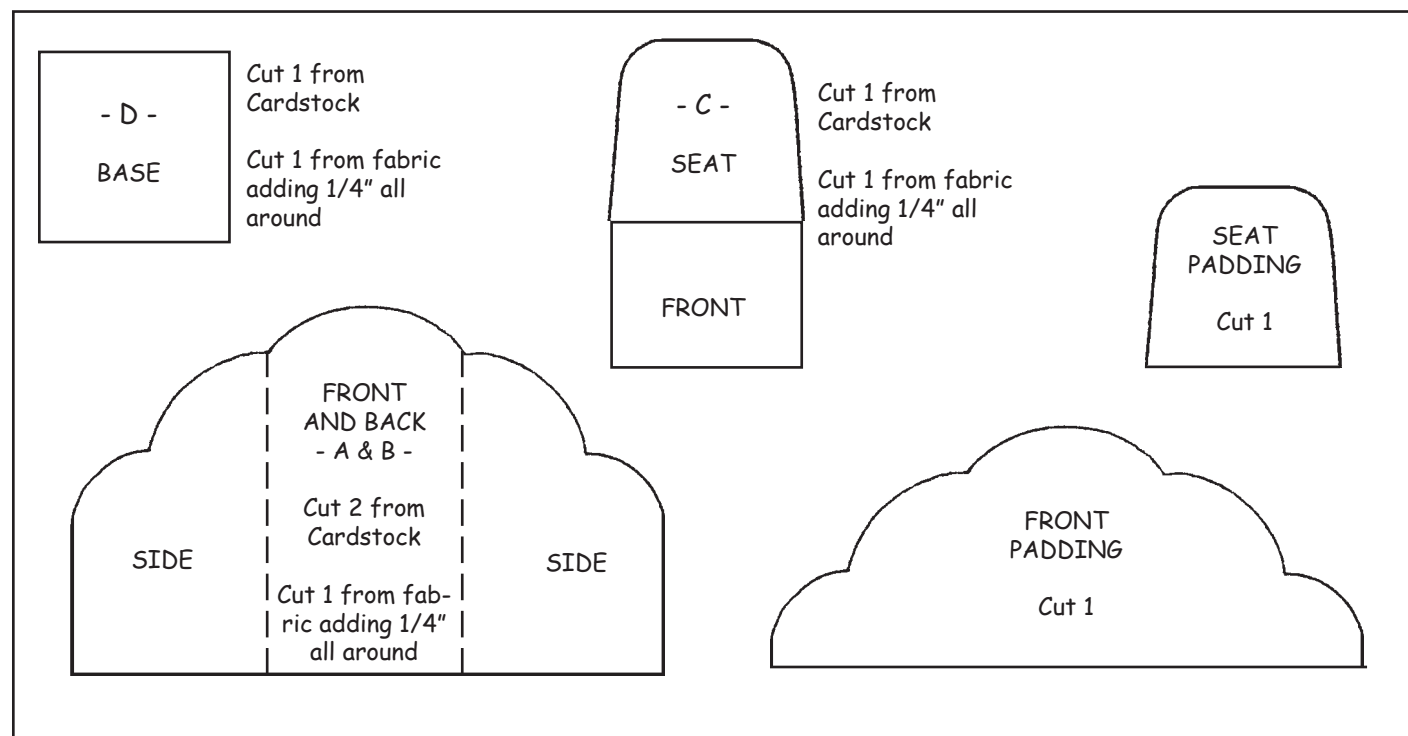 - D -
BASE
Cut 1 from
Cardstock
Cut 1 from fabric
adding 1/4" all
around
- C -
SEAT
FRONT
Cut 1 from
Cardstock
Cut 1 from fabric
adding 1/4" all
around
SEAT
PADDING
Cut 1
FRONT
AND BACK
- A & B -
Cut 2 from
Cardstock
Cut 1 from fab-
ric adding 1/4"
all around
SIDE
SIDE
FRONT
PADDING
Cut 1